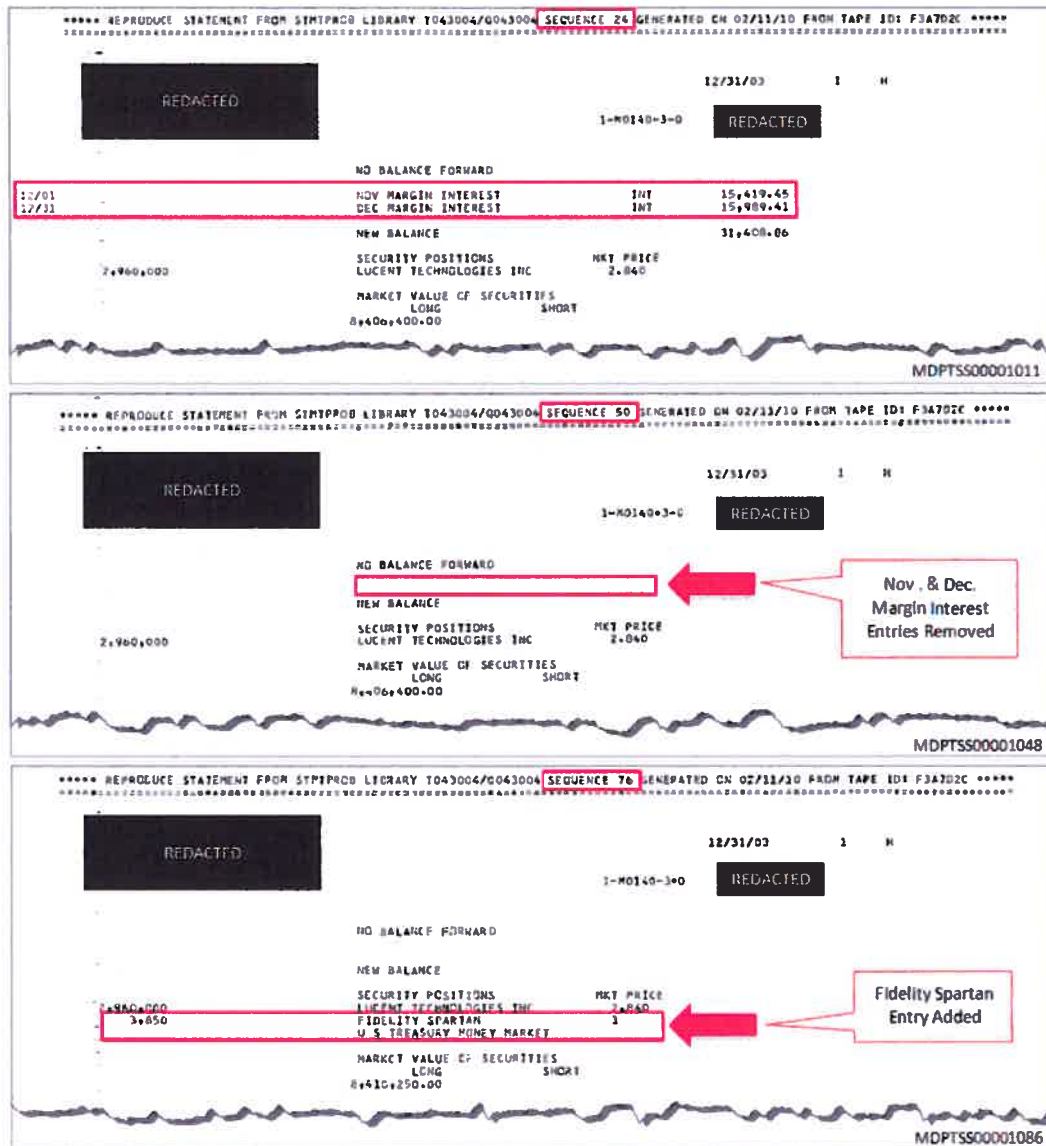 ***** REPRODUCE STATEMENT FROM STMTPROB LIBRARY T043004/G043004 SEQUENCE 24 GENERATED ON 02/11/10 FROM TAPE ID: F3A7D2C *****
REDACTED
12/31/03 1 M
1-M0140-3-0 REDACTED
NO BALANCE FORWARD
12/01 NOV MARGIN INTEREST INT 15,419.45
12/31 DEC MARGIN INTEREST INT 15,989.41
NEW BALANCE 31,408.86
SECURITY POSITIONS MKT PRICE
2,960,000 LUCENT TECHNOLOGIES INC 2.840
MARKET VALUE OF SECURITIES
LONG SHORT
8,406,400.00
MDPTSS00001011
***** REPRODUCE STATEMENT FROM STMTPROB LIBRARY T043004/G043004 SEQUENCE 50 GENERATED ON 02/11/10 FROM TAPE ID: F3A7D2C *****
REDACTED
12/31/03 1 M
1-M0140-3-0 REDACTED
NO BALANCE FORWARD
NEW BALANCE
SECURITY POSITIONS MKT PRICE
2,960,000 LUCENT TECHNOLOGIES INC 2.840
MARKET VALUE OF SECURITIES
LONG SHORT
8,406,400.00
Nov. & Dec.
Margin Interest
Entries Removed
MDPTSS00001048
***** REPRODUCE STATEMENT FROM STMTPROB LIBRARY T043004/G043004 SEQUENCE 76 GENERATED ON 02/11/10 FROM TAPE ID: F3A7D2C *****
REDACTED
12/31/03 1 M
1-M0140-3-0 REDACTED
NO BALANCE FORWARD
NEW BALANCE
SECURITY POSITIONS MKT PRICE
2,960,000 LUCENT TECHNOLOGIES INC 2.840
3,850 FIDELITY SPARTAN 1
U S TREASURY MONEY MARKET
MARKET VALUE OF SECURITIES
LONG SHORT
8,410,250.00
Fidelity Spartan
Entry Added
MDPTSS00001086